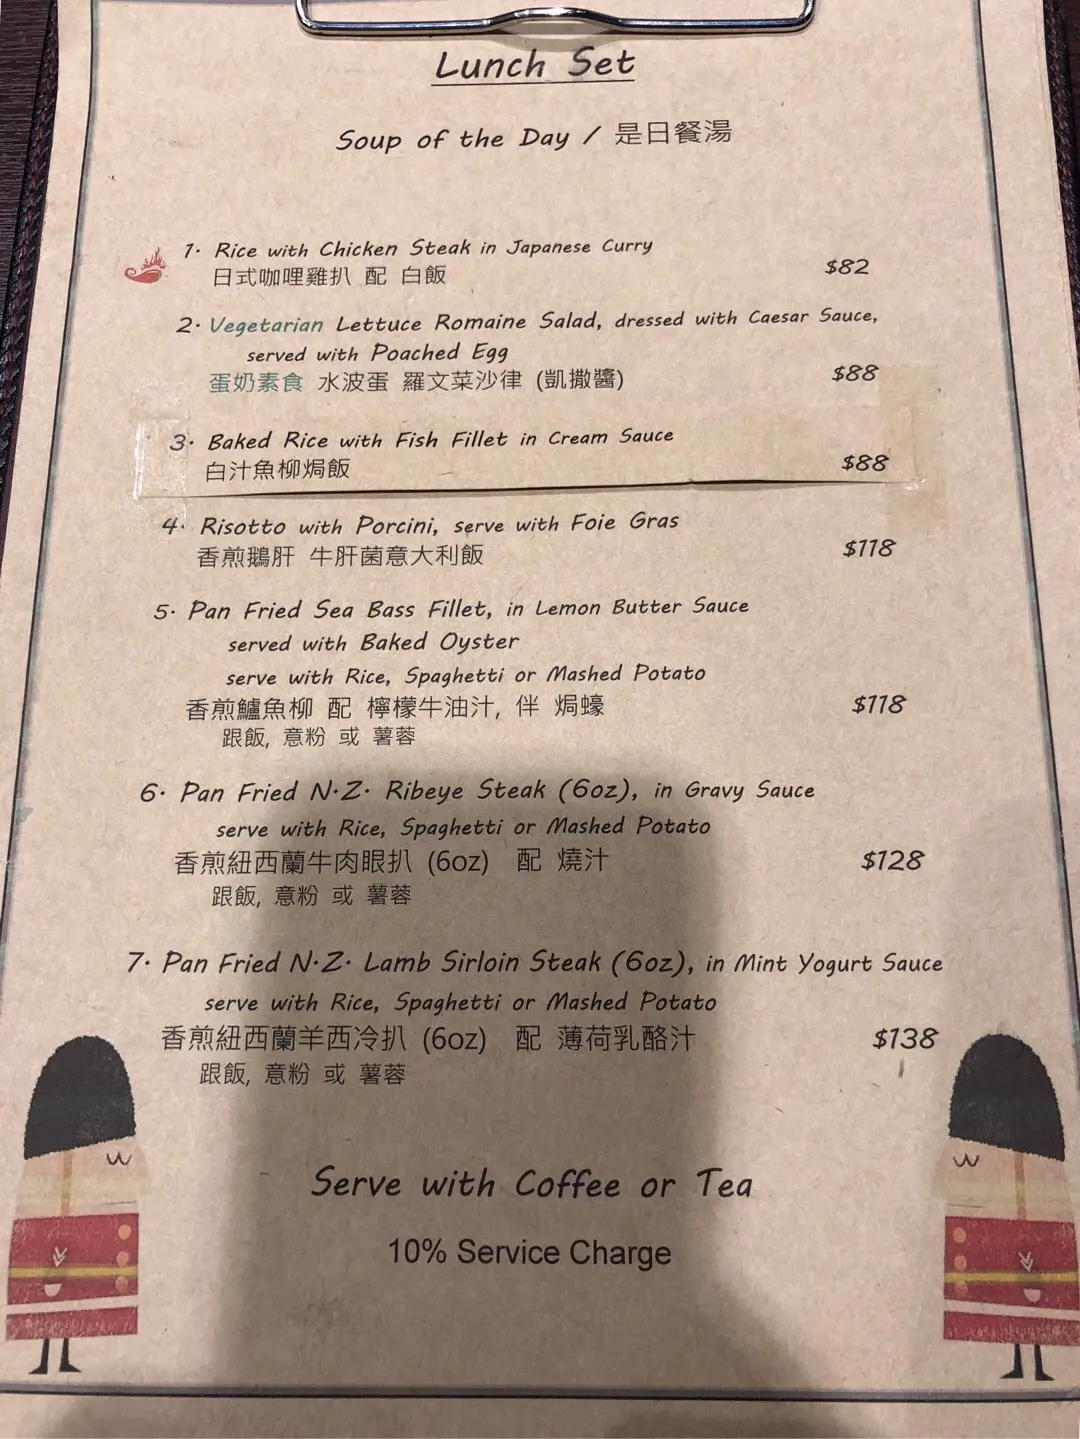 Lunch Set
Soup of the Day / 是日餐湯
1. Rice with Chicken Steak in Japanese Curry
日式咖哩雞扒 配 白飯
$82
2. Vegetarian Lettuce Romaine Salad, dressed with Caesar Sauce,
served with Poached Egg
蛋奶素食 水波蛋 羅文菜沙律 (凱撒醬)
$88
3. Baked Rice with Fish Fillet in Cream Sauce
白汁魚柳焗飯
$88
4. Risotto with Porcini, serve with Foie Gras
香煎鵝肝 牛肝菌意大利飯
$118
5. Pan Fried Sea Bass Fillet, in Lemon Butter Sauce
served with Baked Oyster
serve with Rice, Spaghetti or Mashed Potato
香煎鱸魚柳 配 檸檬牛油汁, 伴 焗蠔
$118
跟飯, 意粉 或 薯蓉
6. Pan Fried N.Z. Ribeye Steak (6oz), in Gravy Sauce
serve with Rice, Spaghetti or Mashed Potato
香煎紐西蘭牛肉眼扒 (6oz) 配 燒汁
$128
跟飯, 意粉 或 薯蓉
7. Pan Fried N.Z. Lamb Sirloin Steak (6oz), in Mint Yogurt Sauce
serve with Rice, Spaghetti or Mashed Potato
香煎紐西蘭羊西冷扒 (6oz) 配 薄荷乳酪汁
$138
跟飯, 意粉 或 薯蓉
Serve with Coffee or Tea
10% Service Charge